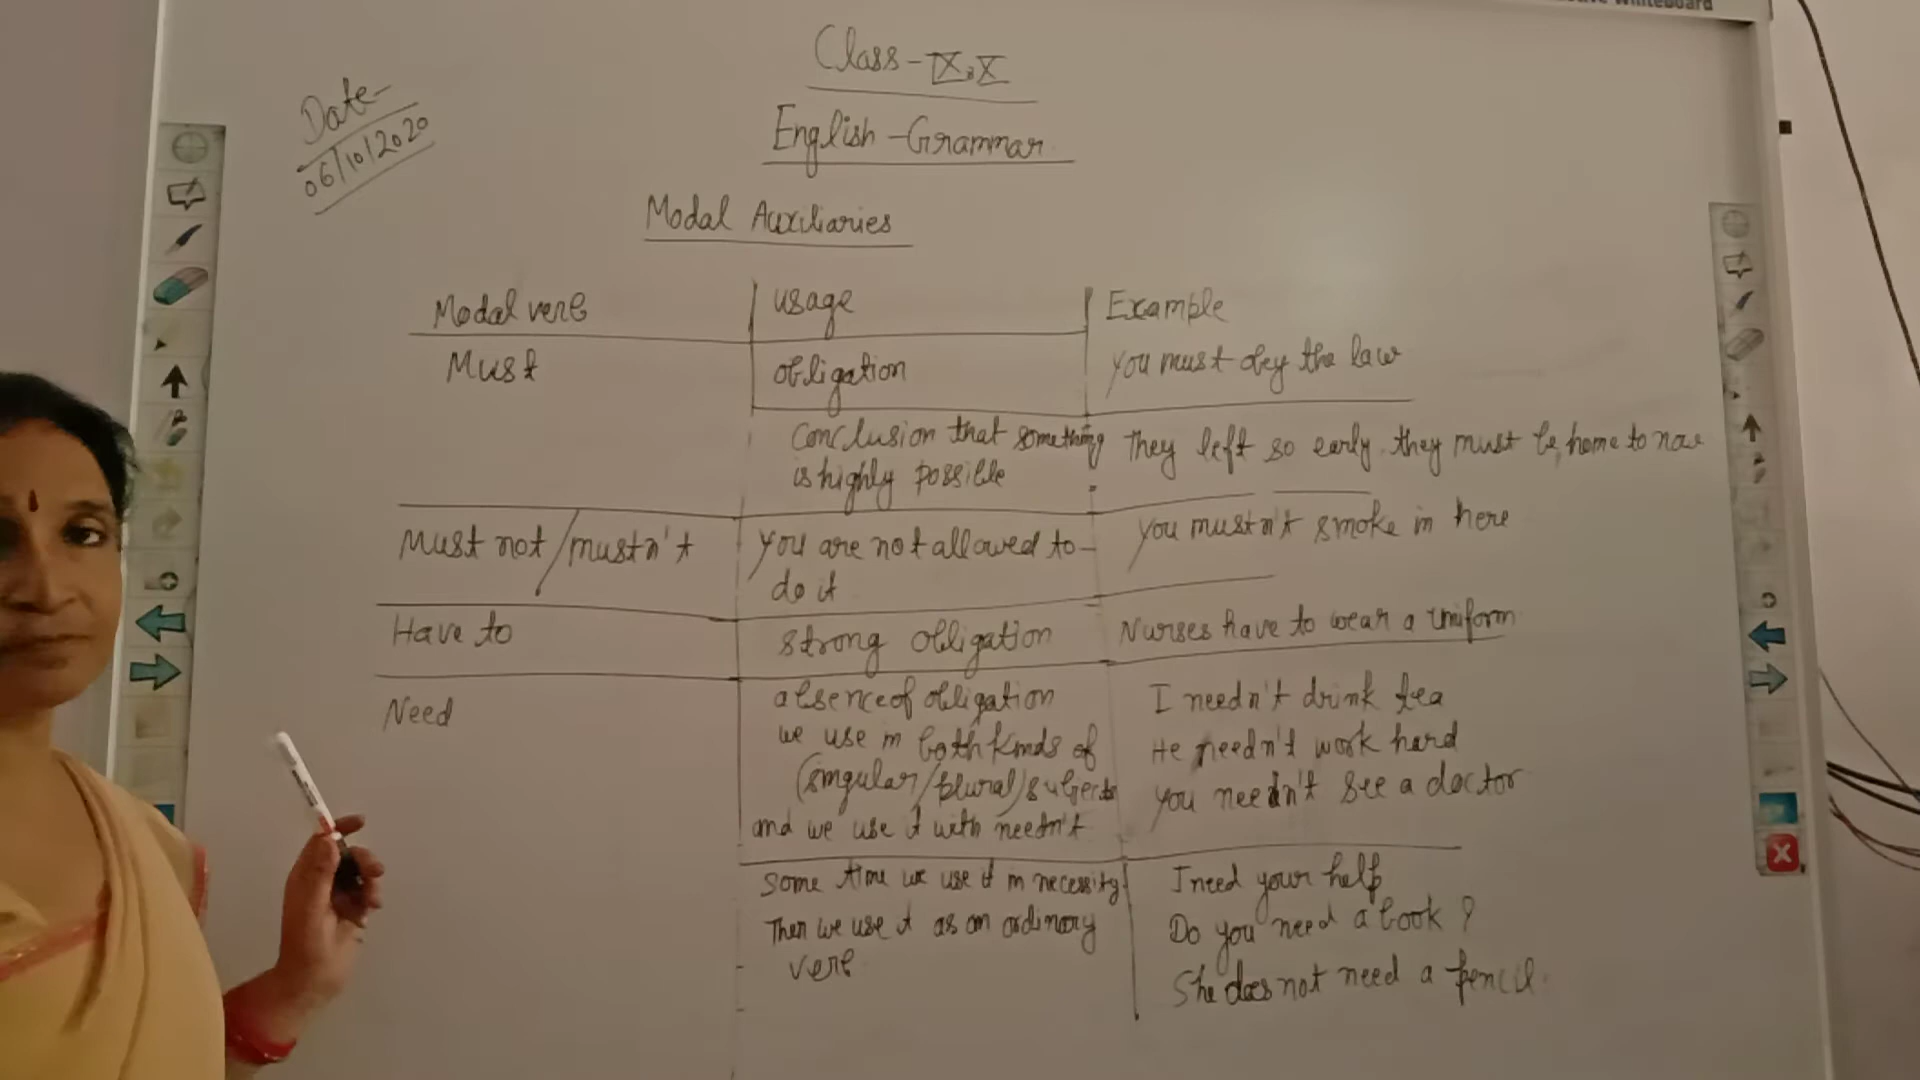 Whiteboard
Class - IX, X
Date-
06/10/2020
English - Grammar
Modal Auxiliaries
Modal verb usage Example
Must obligation You must obey the law
Conclusion that something is highly possible They left so early. they must be home to now
Must not / mustn't You are not allowed to - do it You mustn't smoke in here
Have to strong obligation Nurses have to wear a uniform
Need absence of obligation I needn't drink tea
we use in both kinds of He needn't work hard
(singular / plural) subjects You needn't see a doctor
and we use it with needn't
Some time we use it in necessity I need your help
Then we use it as an ordinary Do you need a book ?
verb She does not need a pencil.